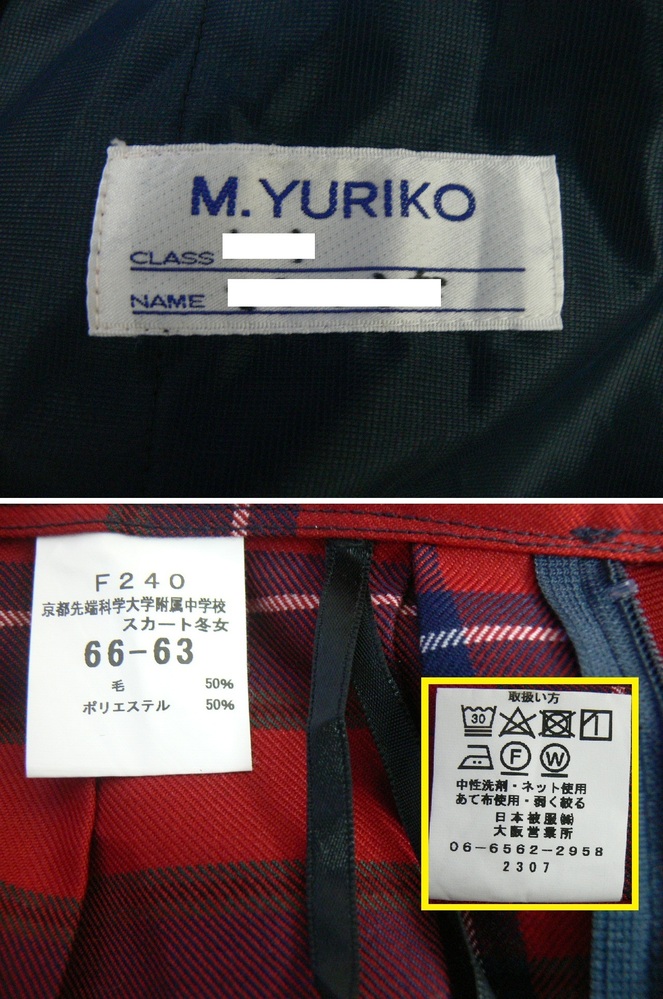 M.YURIKO
CLASS
NAME
F240
京都先端科学大学附属中学校
スカート冬女
66-63
毛 50%
ポリエステル 50%
取扱い方
30
F W
中性洗剤・ネット使用
あて布使用・弱く絞る
日本被服㈱
大阪営業所
06-6562-2958
2307